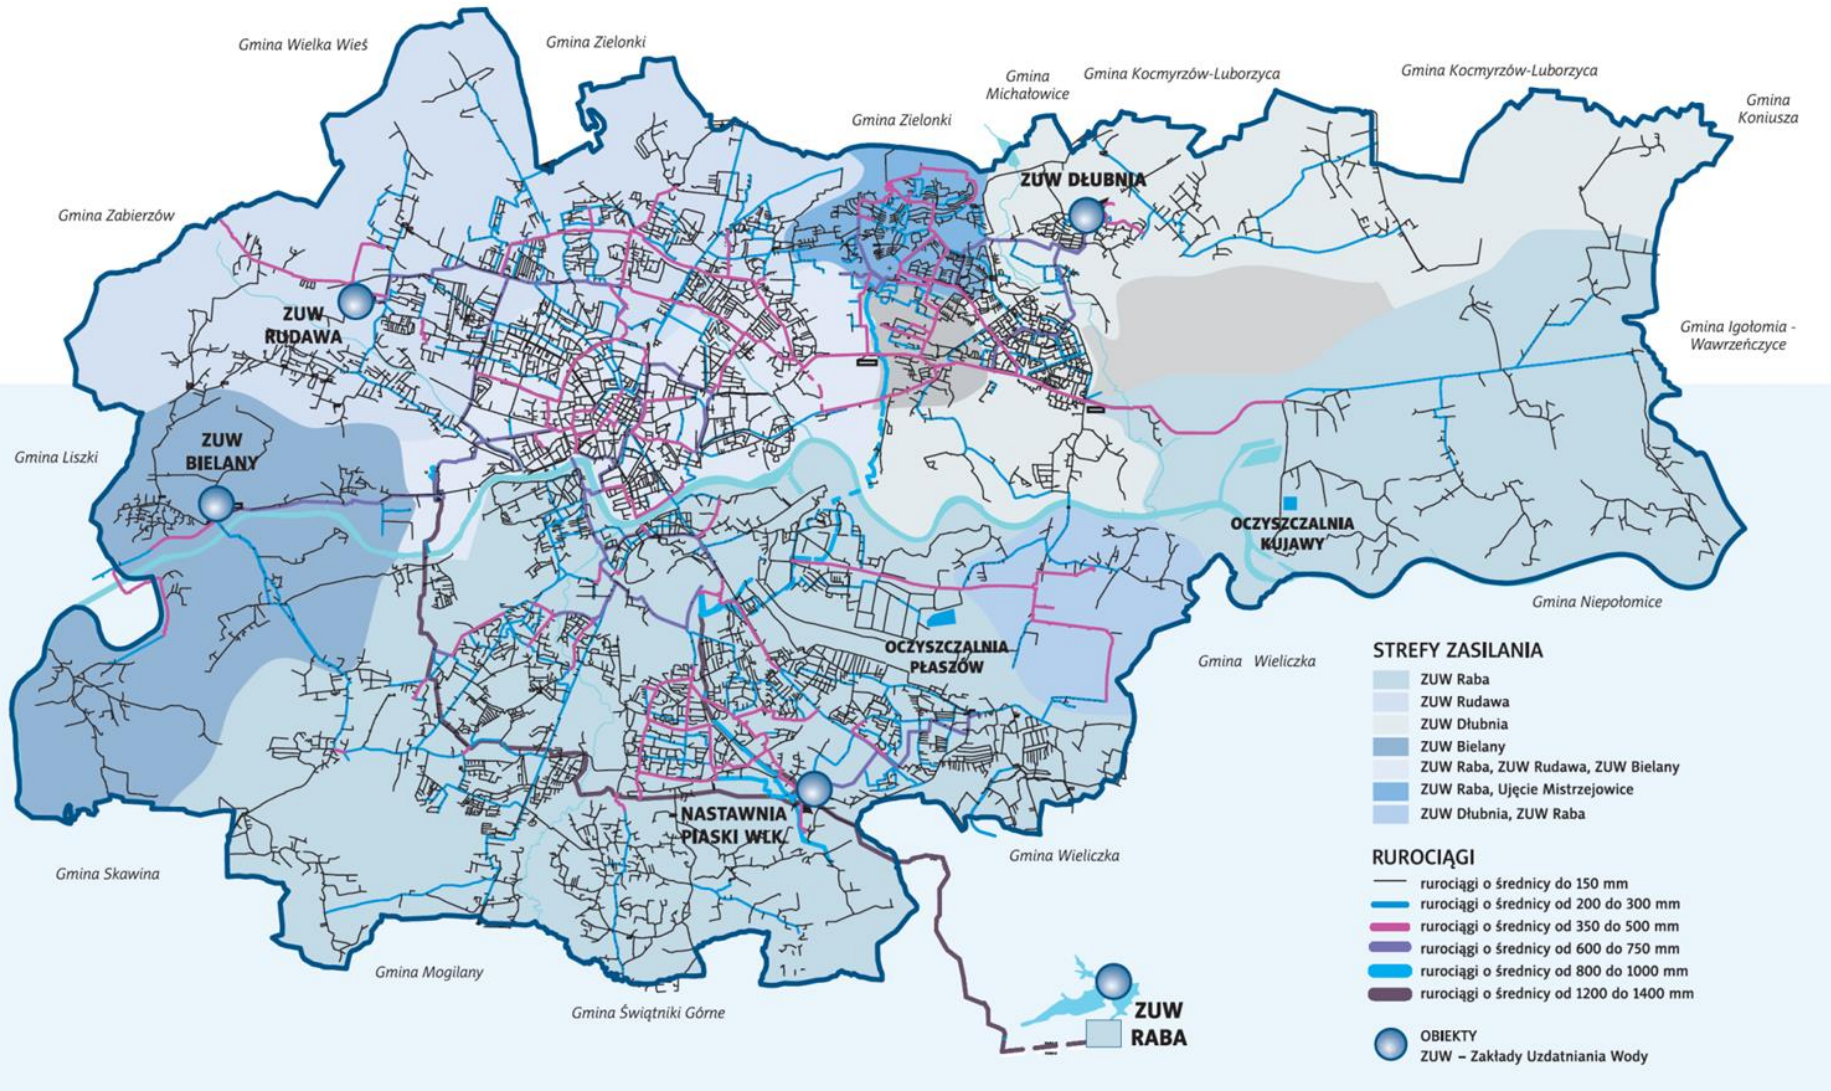 Gmina Wielka Wieś
Gmina Zielonki
Gmina
Michałowice
Gmina Kocmyrzów-Luborzyca
Gmina Kocmyrzów-Luborzyca
Gmina
Koniusza
Gmina Zielonki
ZUW DŁUBNIA
Gmina Zabierzów
ZUW
RUDAWA
Gmina Igołomia -
Wawrzeńczyce
ZUW
BIELANY
Gmina Liszki
OCZYSZCZALNIA
KUJAWY
Gmina Niepołomice
OCZYSZCZALNIA
PŁASZÓW
Gmina Wieliczka
NASTAWNIA
PIASKI WLK.
Gmina Wieliczka
Gmina Skawina
Gmina Mogilany
Gmina Świątniki Górne
ZUW
RABA
STREFY ZASILANIA
ZUW Raba
ZUW Rudawa
ZUW Dłubnia
ZUW Bielany
ZUW Raba, ZUW Rudawa, ZUW Bielany
ZUW Raba, Ujęcie Mistrzejowice
ZUW Dłubnia, ZUW Raba
RUROCIĄGI
rurociągi o średnicy do 150 mm
rurociągi o średnicy od 200 do 300 mm
rurociągi o średnicy od 350 do 500 mm
rurociągi o średnicy od 600 do 750 mm
rurociągi o średnicy od 800 do 1000 mm
rurociągi o średnicy od 1200 do 1400 mm
OBIEKTY
ZUW – Zakłady Uzdatniania Wody